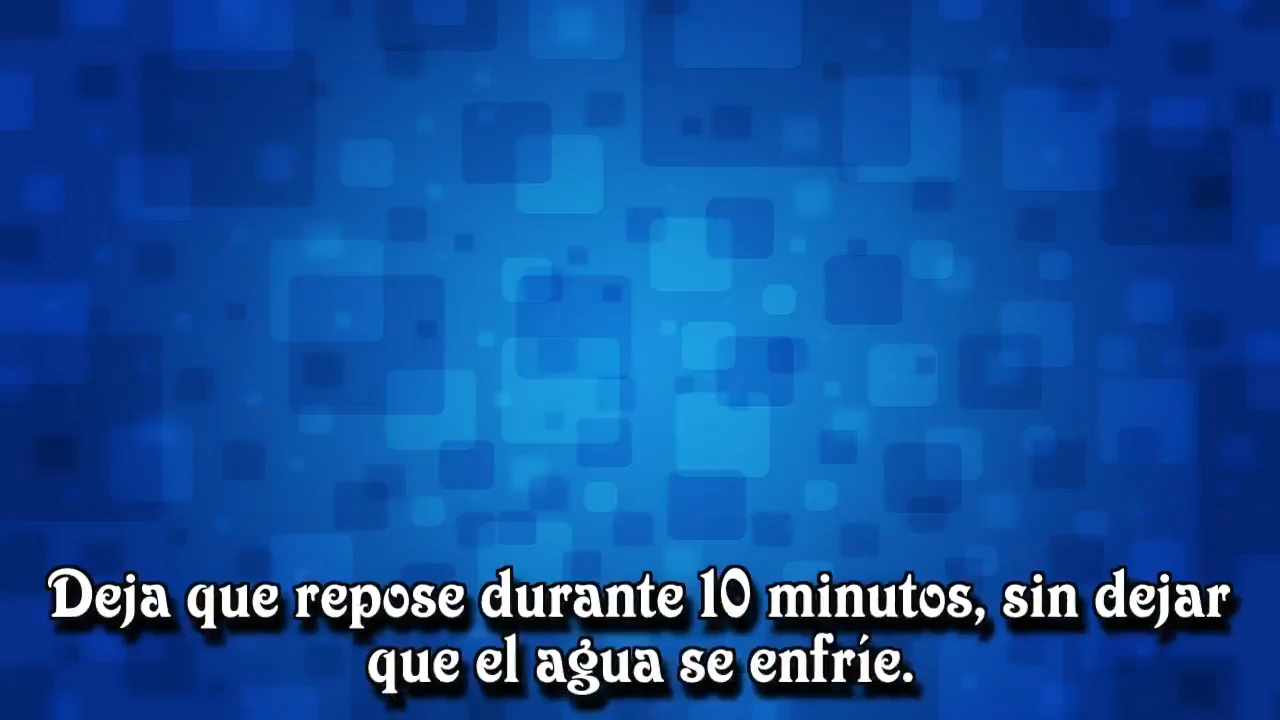 Deja que repose durante 10 minutos, sin dejar
que el agua se enfríe.